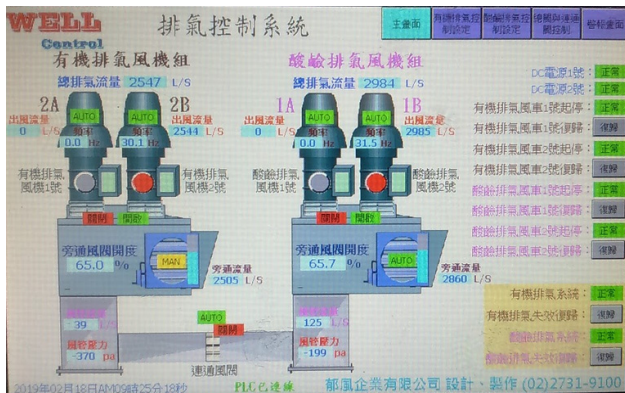 WELL
Control
排氣控制系統
主畫面
有機排氣控制設定
酸鹼排氣控制設定
警報畫面
有機排氣風機組
總排氣流量 2547 L/S
酸鹼排氣風機組
總排氣流量 2984 L/S
2A
出風流量
0 L/S
AUTO
頻率
0.0 Hz
有機排氣風機1號
2B
出風流量
2544 L/S
AUTO
頻率
30.1 Hz
有機排氣風機2號
關閉
開啟
旁通風閥開度
65.0 %
MAN
旁通流量
2505 L/S
1A
出風流量
0 L/S
AUTO
頻率
0.0 Hz
酸鹼排氣風機1號
1B
出風流量
2985 L/S
AUTO
頻率
31.5 Hz
酸鹼排氣風機2號
關閉
開啟
旁通風閥開度
65.7 %
AUTO
旁通流量
2860 L/S
39 L/S
風管壓力
-370 pa
AUTO
關閉
連通風閥
125 L/S
風管壓力
-199 pa
DC電源1號： 正常
DC電源2號： 正常
有機排氣風車1號起停： 正常
有機排氣風車1號復歸： 復歸
有機排氣風車2號起停： 正常
有機排氣風車2號復歸： 復歸
酸鹼排氣風車1號起停： 正常
酸鹼排氣風車1號復歸： 復歸
酸鹼排氣風車2號起停： 正常
酸鹼排氣風車2號復歸： 復歸
有機排氣系統： 正常
有機排氣失效復歸： 復歸
酸鹼排氣系統： 正常
酸鹼排氣失效復歸： 復歸
2019年02月18日AM09時25分18秒
PLC已連線
郁風企業有限公司 設計、製作 (02)2731-9100